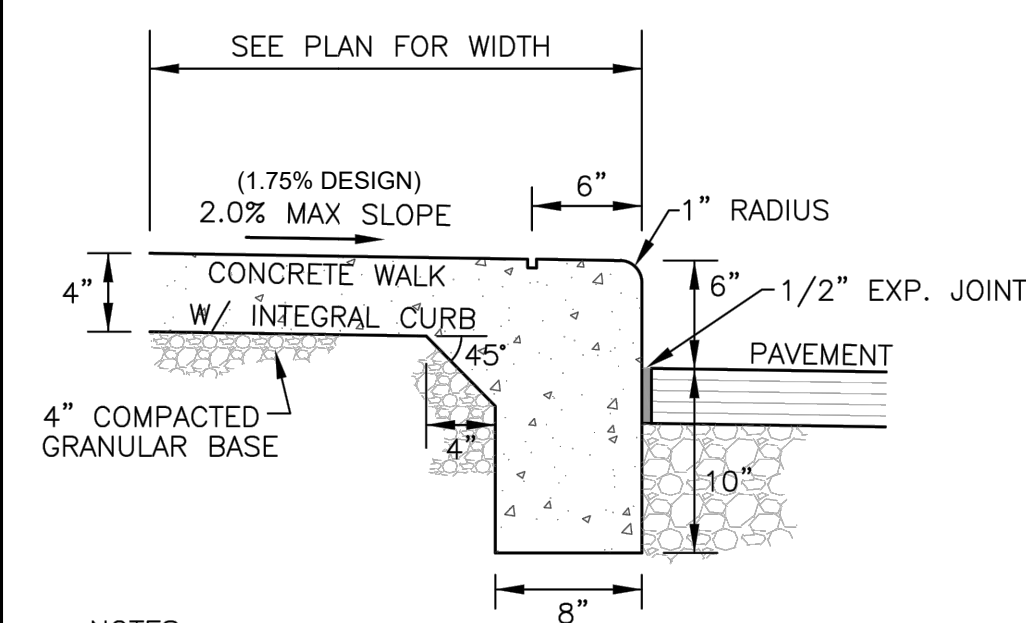 SEE PLAN FOR WIDTH
(1.75% DESIGN)
2.0% MAX SLOPE
6”
1” RADIUS
4”
CONCRETE WALK
W/ INTEGRAL CURB
6”
1/2” EXP. JOINT
45°
PAVEMENT
4” COMPACTED
GRANULAR BASE
4”
10”
8”
NOTES